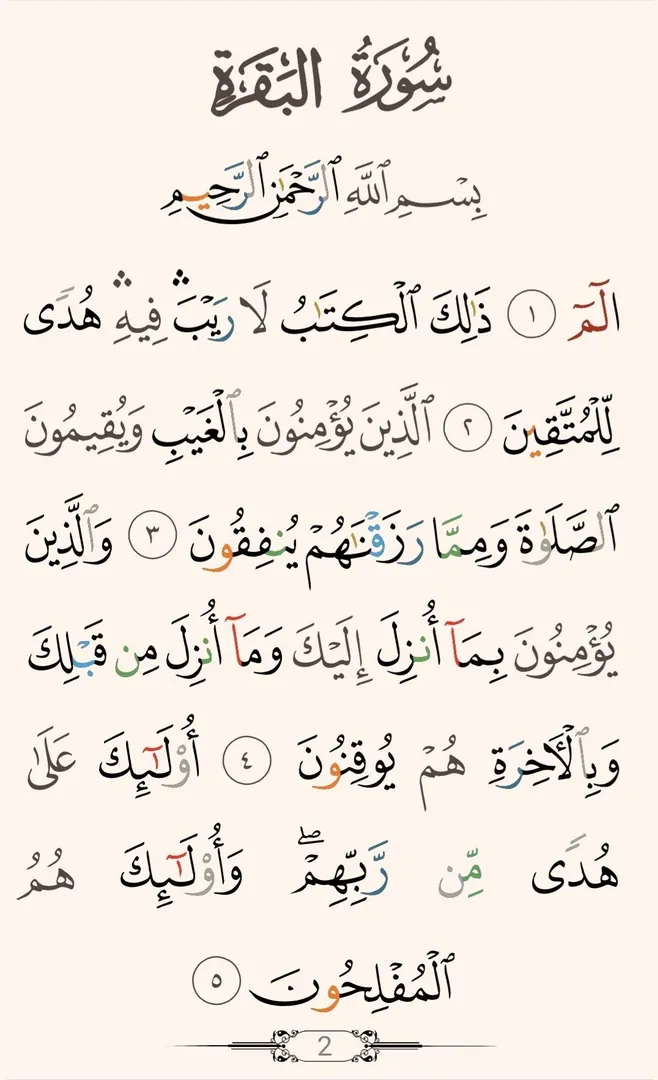 سُورَةُ البَقَرَةِ
بِسْمِ ٱللَّهِ ٱلرَّحْمَٰنِ ٱلرَّحِيمِ
الٓمٓ ١ ذَٰلِكَ ٱلْكِتَٰبُ لَا رَيْبَ ۛ فِيهِ ۛ هُدًى
لِّلْمُتَّقِينَ ٢ ٱلَّذِينَ يُؤْمِنُونَ بِٱلْغَيْبِ وَيُقِيمُونَ
ٱلصَّلَوٰةَ وَمِمَّا رَزَقْنَٰهُمْ يُنفِقُونَ ٣ وَٱلَّذِينَ
يُؤْمِنُونَ بِمَآ أُنزِلَ إِلَيْكَ وَمَآ أُنزِلَ مِن قَبْلِكَ
وَبِٱلْأَخِرَةِ هُمْ يُوقِنُونَ ٤ أُوْلَٰٓئِكَ عَلَىٰ
هُدًى مِّن رَّبِّهِمْ ۖ وَأُوْلَٰٓئِكَ هُمُ
ٱلْمُفْلِحُونَ ٥
2